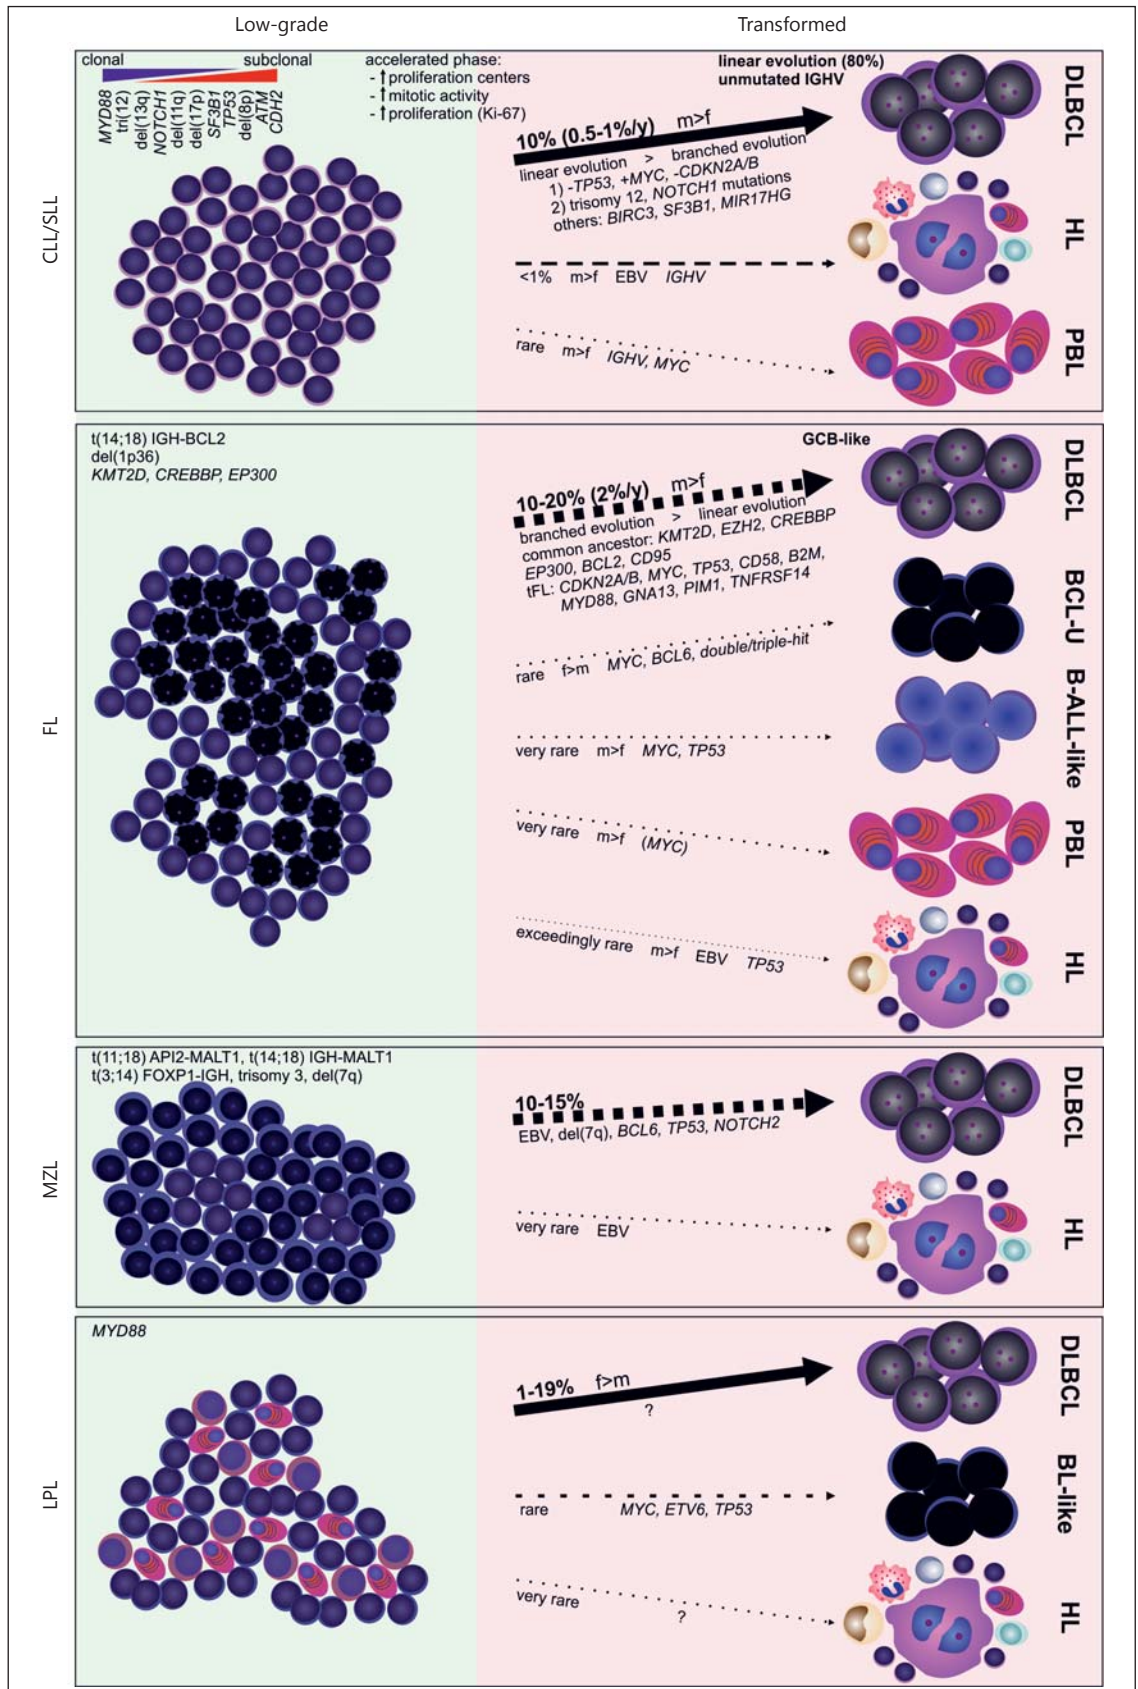 Low-grade
Transformed
CLL/SLL
clonal
subclonal
MYD88
tri(12)
del(13q)
NOTCH1
del(11q)
del(17p)
SF3B1
TP53
del(8p)
ATM
CDH2
accelerated phase:
- ↑proliferation centers
- ↑mitotic activity
- ↑proliferation (Ki-67)
linear evolution (80%)
unmutated IGHV
10% (0.5-1%/y) m>f
linear evolution > branched evolution
1) -TP53, +MYC, -CDKN2A/B
2) trisomy 12, NOTCH1 mutations
others: BIRC3, SF3B1, MIR17HG
DLBCL
<1% m>f EBV IGHV
HL
rare m>f IGHV, MYC
PBL
FL
t(14;18) IGH-BCL2
del(1p36)
KMT2D, CREBBP, EP300
GCB-like
10-20% (2%/y) m>f
branched evolution > linear evolution
common ancestor: KMT2D, EZH2, CREBBP
EP300, BCL2, CD95
tFL: CDKN2A/B, MYC, TP53, CD58, B2M,
MYD88, GNA13, PIM1, TNFRSF14
DLBCL
rare f>m MYC, BCL6, double/triple-hit
BCL-U
very rare m>f MYC, TP53
B-ALL-like
very rare m>f (MYC)
PBL
exceedingly rare m>f EBV TP53
HL
MZL
t(11;18) API2-MALT1, t(14;18) IGH-MALT1
t(3;14) FOXP1-IGH, trisomy 3, del(7q)
10-15%
EBV, del(7q), BCL6, TP53, NOTCH2
DLBCL
very rare EBV
HL
LPL
MYD88
1-19% f>m
?
DLBCL
rare MYC, ETV6, TP53
BL-like
very rare
?
HL